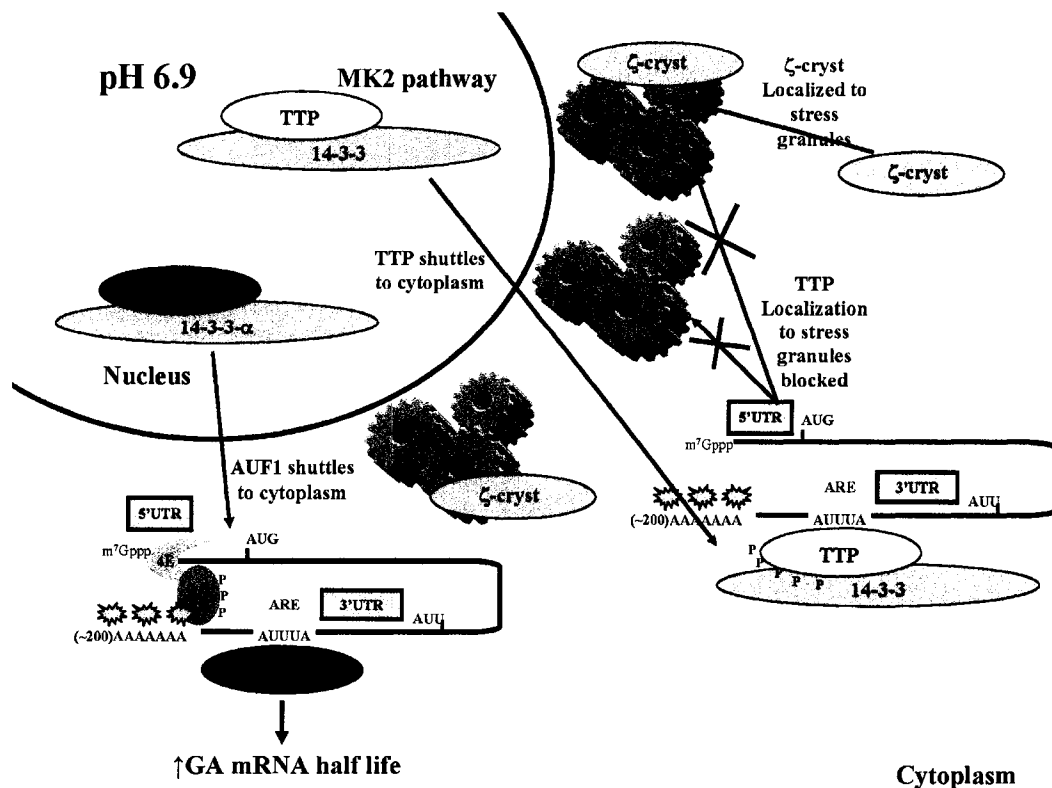 pH 6.9
MK2 pathway
TTP
14-3-3
14-3-3-α
Nucleus
ζ-cryst
ζ-cryst
Localized to
stress
granules
ζ-cryst
TTP shuttles
to cytoplasm
TTP
Localization
to stress
granules
blocked
AUF1 shuttles
to cytoplasm
ζ-cryst
5'UTR
AUG
m⁷Gppp
ARE
3'UTR
AUU
(~200)AAAAAAA
AUUUA
TTP
P
P
P
P
P
14-3-3
5'UTR
AUG
m⁷Gppp
4E
P
P
P
ARE
3'UTR
AUU
(~200)AAAAAAA
AUUUA
↑GA mRNA half life
Cytoplasm